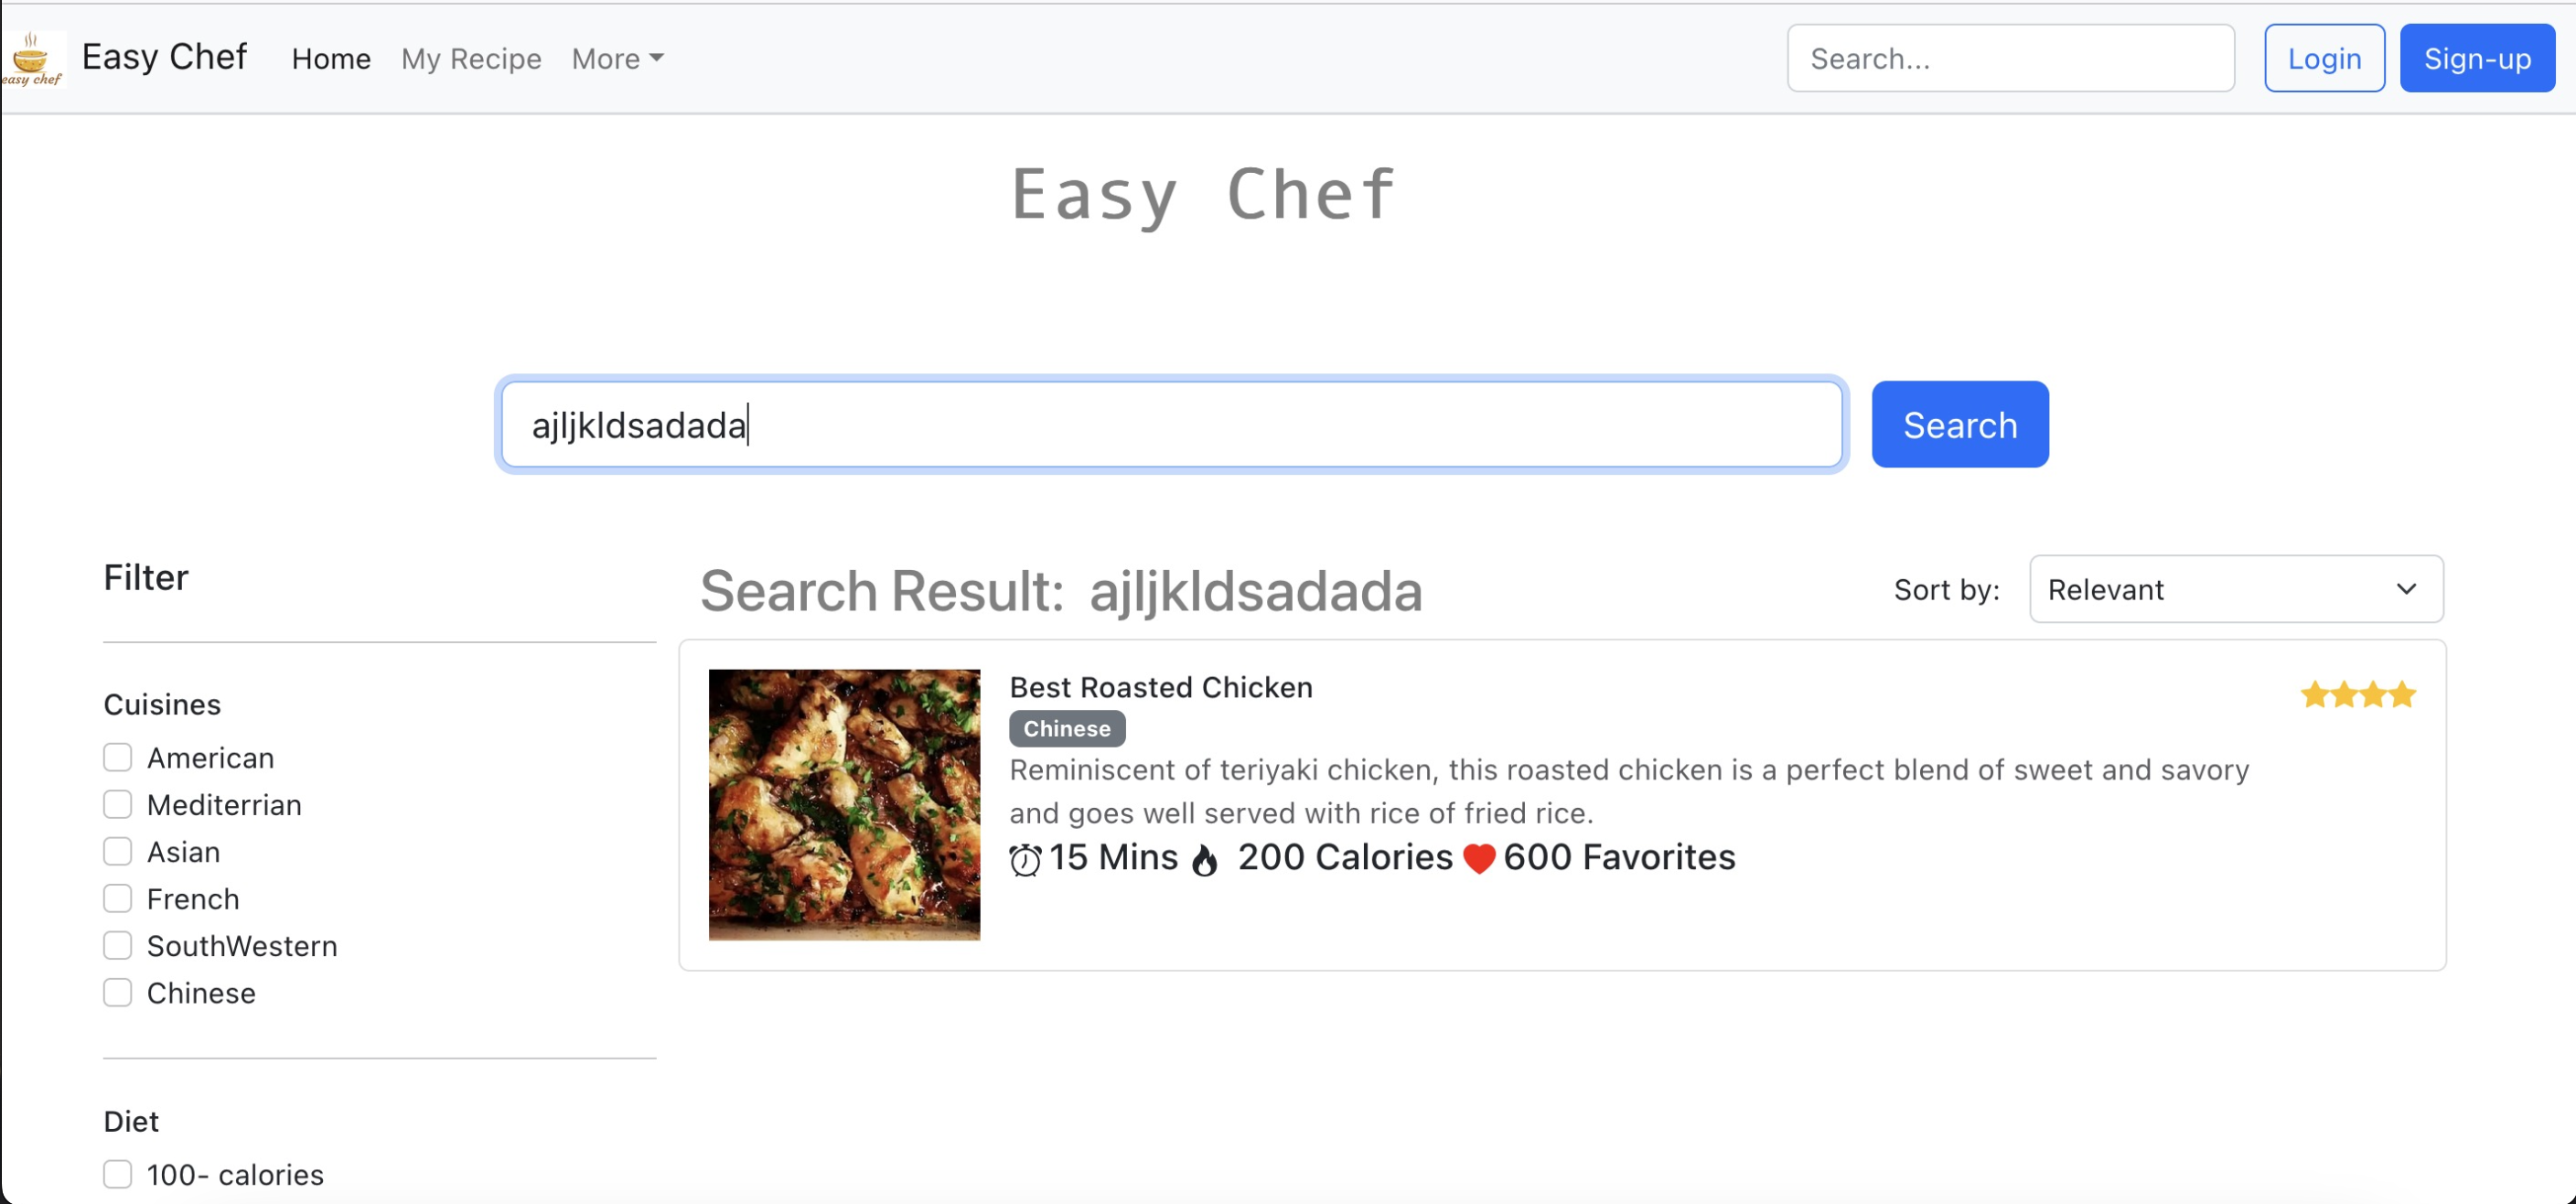 easy chef
Easy Chef Home My Recipe More Search... Login Sign-up
Easy Chef
ajljkldsadada Search
Filter
Cuisines
American
Mediterrian
Asian
French
SouthWestern
Chinese
Diet
100- calories
Search Result: ajljkldsadada Sort by: Relevant
Best Roasted Chicken
Chinese
Reminiscent of teriyaki chicken, this roasted chicken is a perfect blend of sweet and savory
and goes well served with rice of fried rice.
15 Mins 200 Calories 600 Favorites